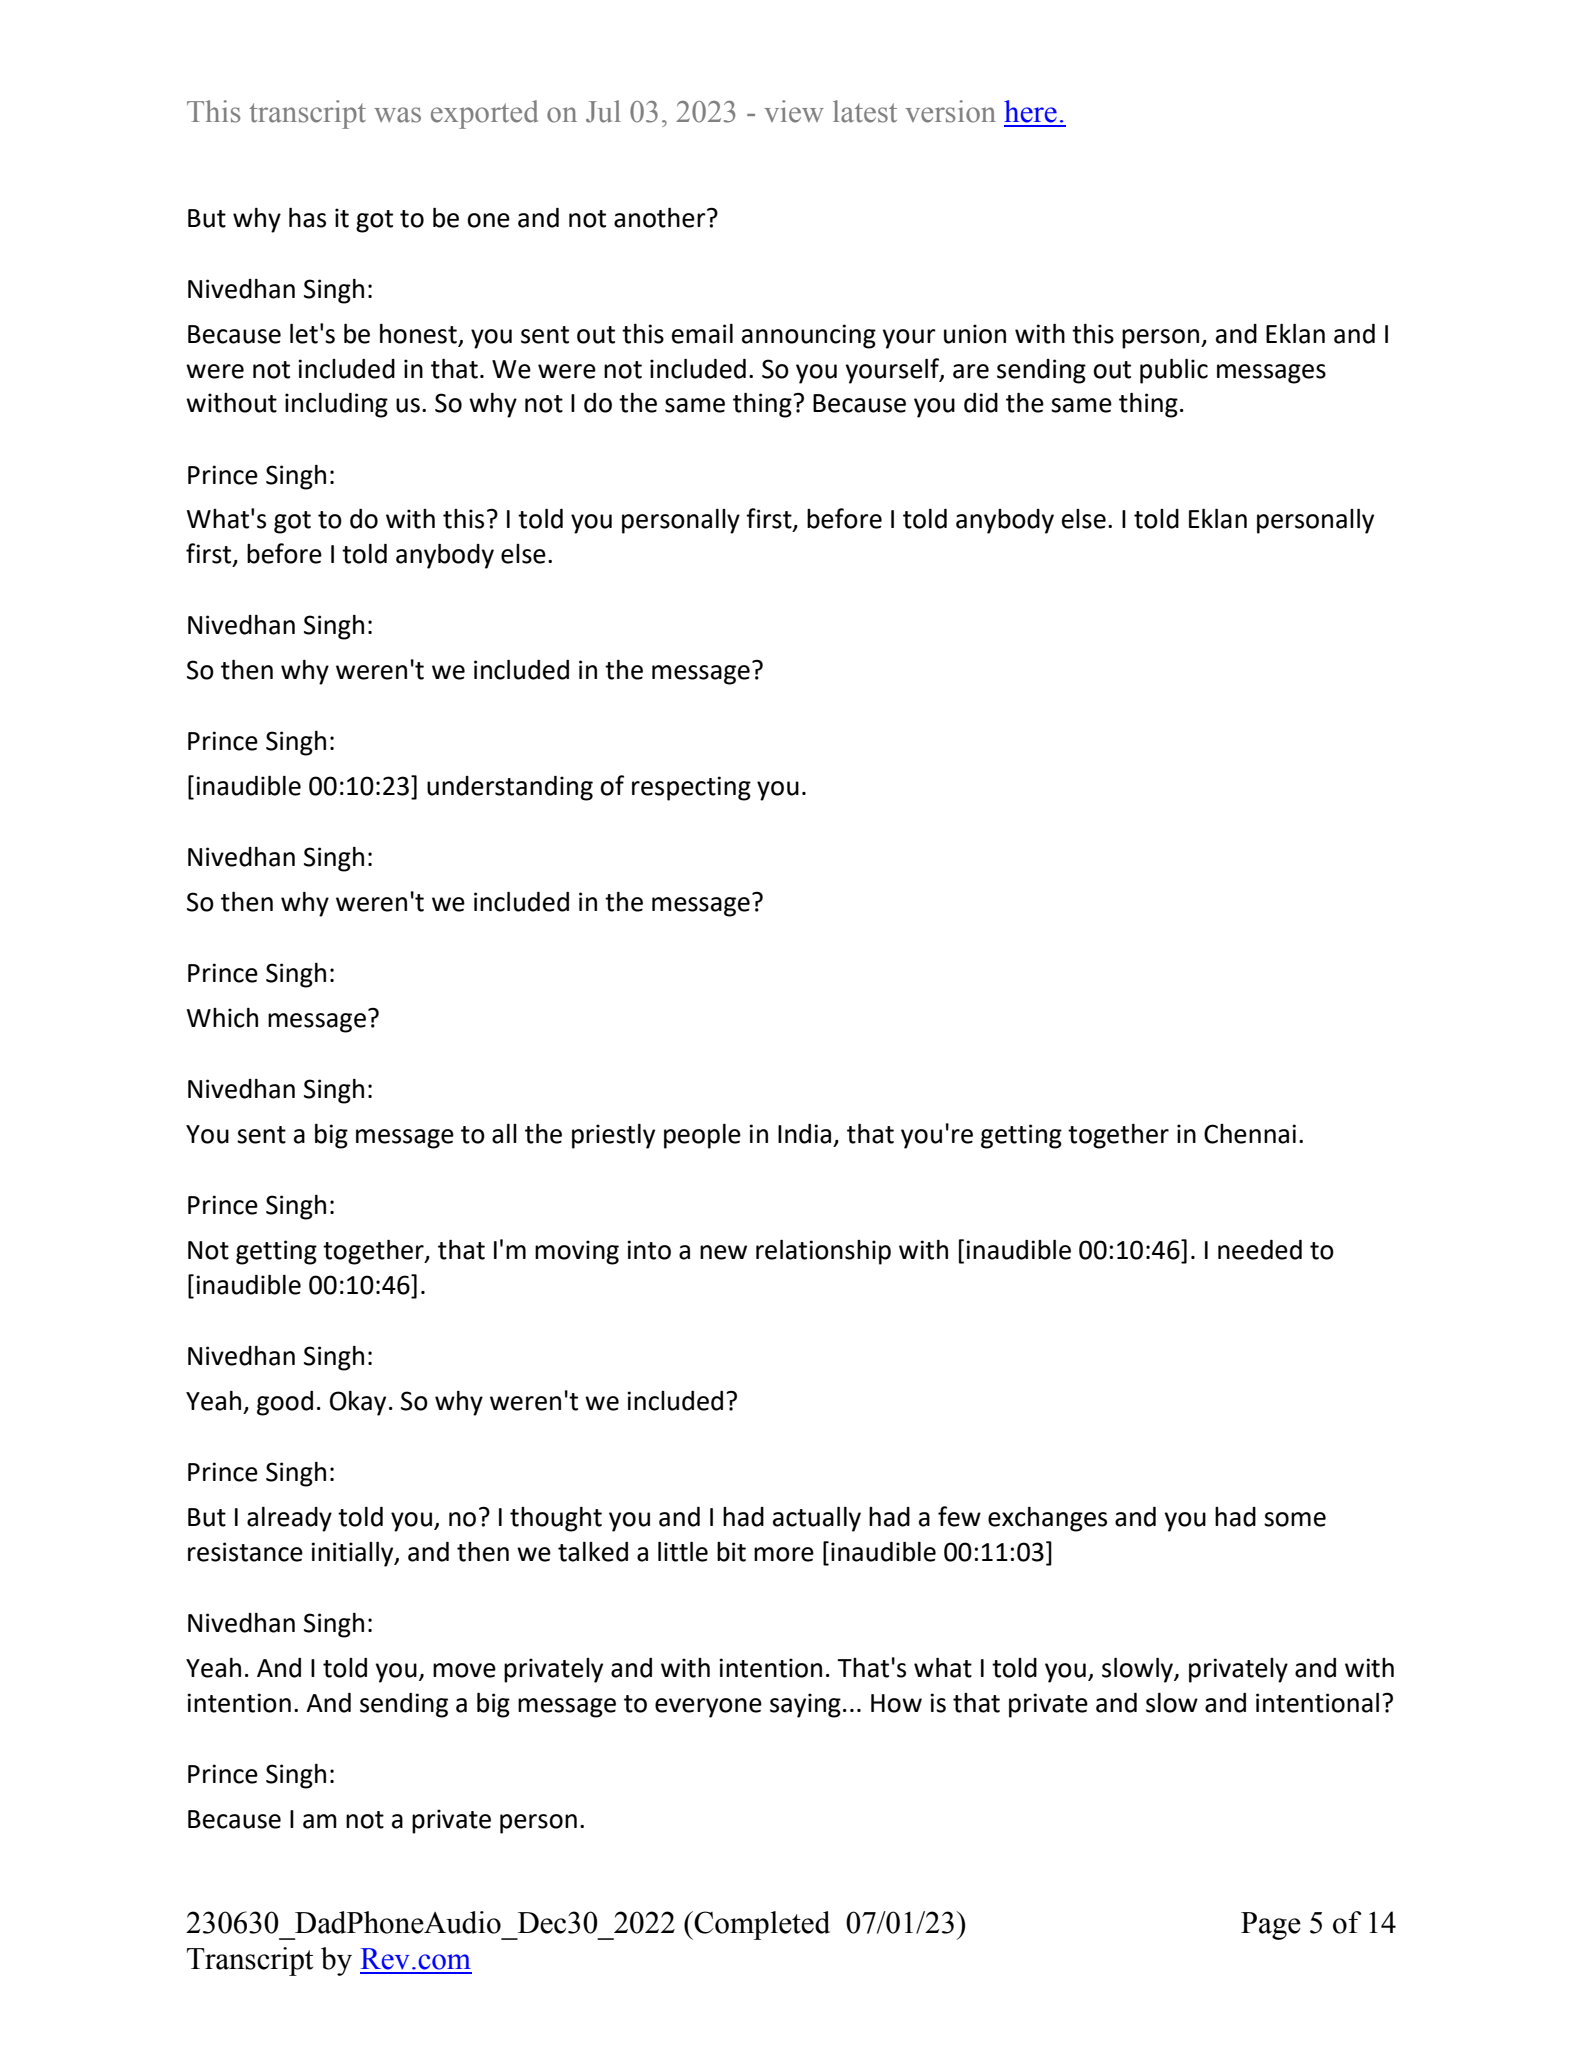 This transcript was exported on Jul 03, 2023 - view latest version here.
But why has it got to be one and not another?
Nivedhan Singh:
Because let's be honest, you sent out this email announcing your union with this person, and Eklan and I
were not included in that. We were not included. So you yourself, are sending out public messages
without including us. So why not I do the same thing? Because you did the same thing.
Prince Singh:
What's got to do with this? I told you personally first, before I told anybody else. I told Eklan personally
first, before I told anybody else.
Nivedhan Singh:
So then why weren't we included in the message?
Prince Singh:
[inaudible 00:10:23] understanding of respecting you.
Nivedhan Singh:
So then why weren't we included in the message?
Prince Singh:
Which message?
Nivedhan Singh:
You sent a big message to all the priestly people in India, that you're getting together in Chennai.
Prince Singh:
Not getting together, that I'm moving into a new relationship with [inaudible 00:10:46]. I needed to
[inaudible 00:10:46].
Nivedhan Singh:
Yeah, good. Okay. So why weren't we included?
Prince Singh:
But I already told you, no? I thought you and I had actually had a few exchanges and you had some
resistance initially, and then we talked a little bit more [inaudible 00:11:03]
Nivedhan Singh:
Yeah. And I told you, move privately and with intention. That's what I told you, slowly, privately and with
intention. And sending a big message to everyone saying... How is that private and slow and intentional?
Prince Singh:
Because I am not a private person.
230630_DadPhoneAudio_Dec30_2022 (Completed 07/01/23) Page 5 of 14
Transcript by Rev.com